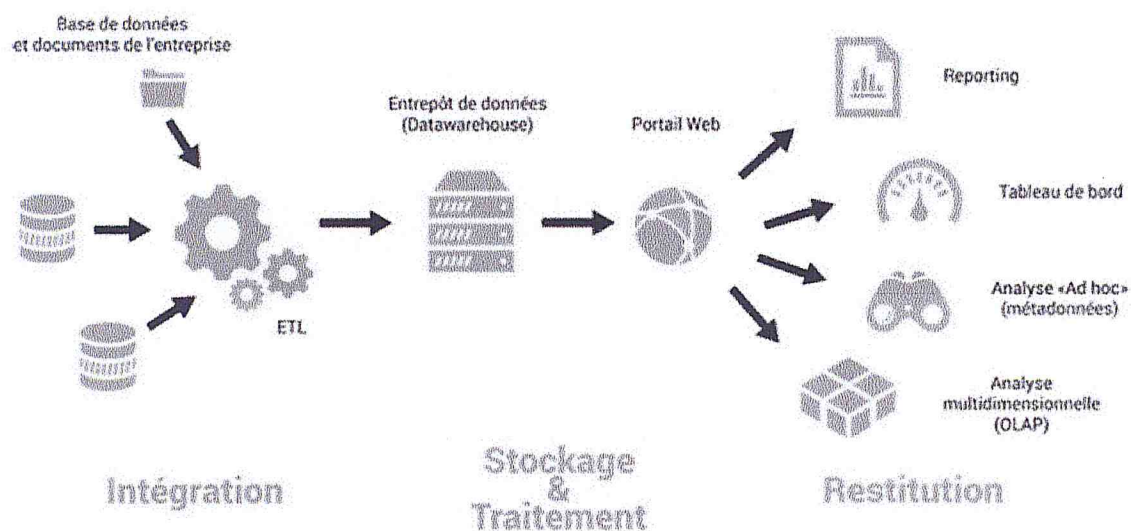 Base de données
et documents de l'entreprise
Entrepôt de données
(Datawarehouse)
Portail Web
Reporting
Tableau de bord
Analyse «Ad hoc»
(métadonnées)
ETL
Analyse
multidimensionnelle
(OLAP)
Intégration
Stockage
&
Traitement
Restitution